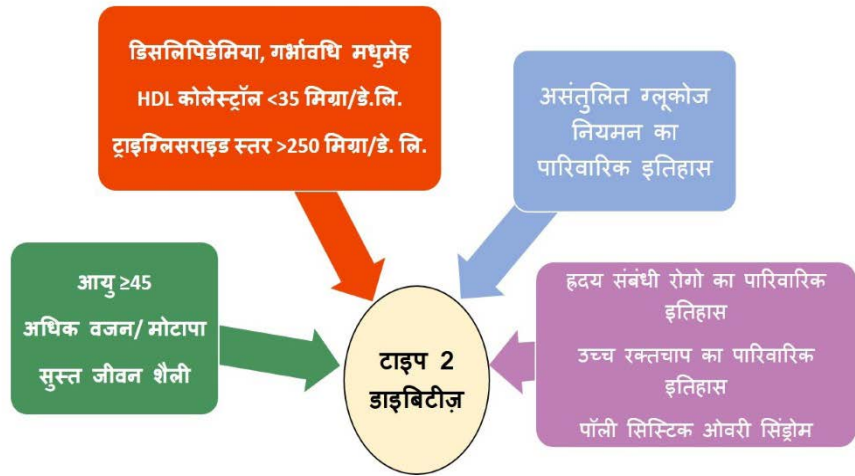 डिसलिपिडेमिया, गर्भावधि मधुमेह
HDL कोलेस्ट्रॉल <35 मिग्रा/डे.लि.
ट्राइग्लिसराइड स्तर >250 मिग्रा/डे. लि.
असंतुलित ग्लूकोज
नियमन का
पारिवारिक इतिहास
आयु ≥45
अधिक वजन/ मोटापा
सुस्त जीवन शैली
ह्रदय संबंधी रोगो का पारिवारिक
इतिहास
उच्च रक्तचाप का पारिवारिक
इतिहास
पॉली सिस्टिक ओवरी सिंड्रोम
टाइप 2
डाइबिटीज़